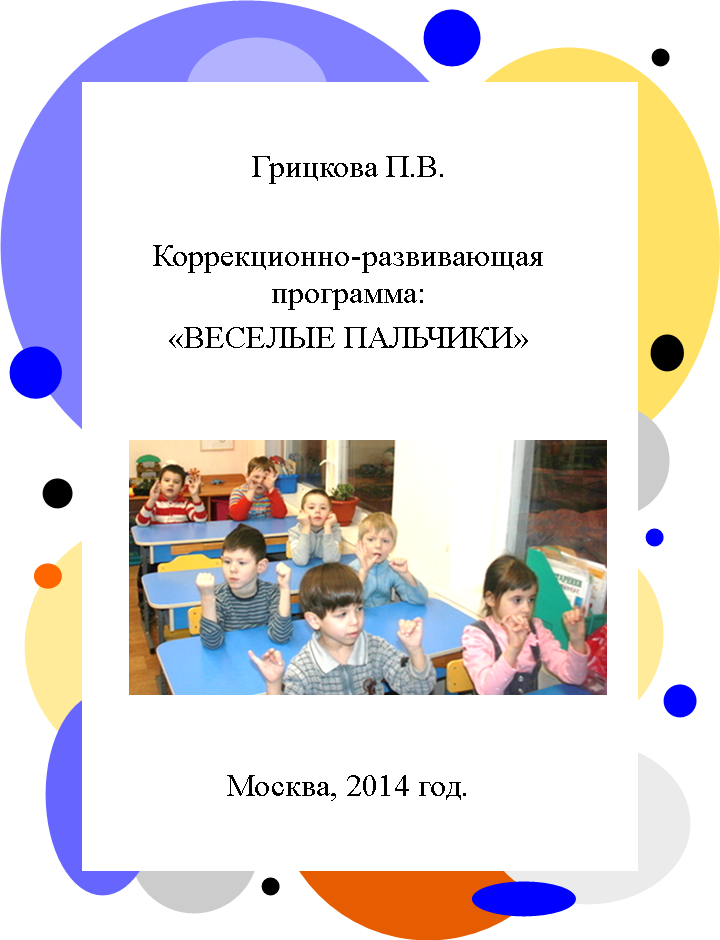 Грицкова П.В.
Коррекционно-развивающая
программа:
«ВЕСЕЛЫЕ ПАЛЬЧИКИ»
Москва, 2014 год.